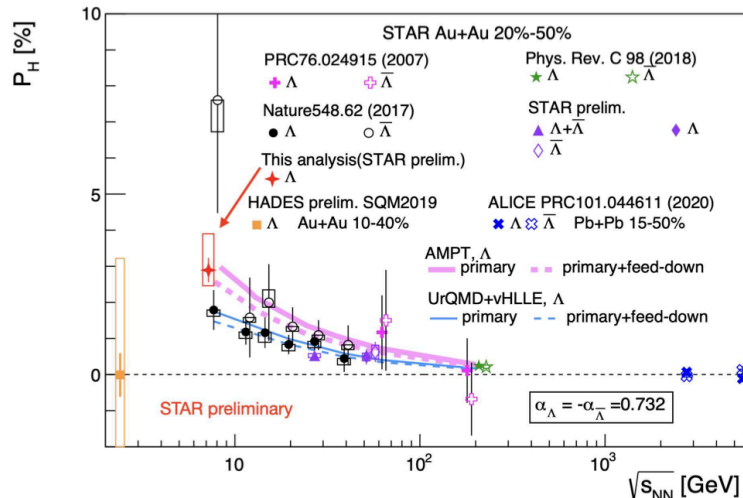 STAR Au+Au 20%-50%
PRC76.024915 (2007)
Λ Λ̅
Phys. Rev. C 98 (2018)
Λ Λ̅
Nature548.62 (2017)
Λ Λ̅
STAR prelim.
Λ+Λ̅ Λ
Λ̅
This analysis(STAR prelim.)
Λ
HADES prelim. SQM2019
Λ Au+Au 10-40%
ALICE PRC101.044611 (2020)
Λ Λ̅ Pb+Pb 15-50%
AMPT, Λ
primary primary+feed-down
UrQMD+vHLLE, Λ
primary primary+feed-down
STAR preliminary
α_Λ = -α_Λ̅ =0.732
P_H [%]
10
5
0
10 10² 10³
√s_NN [GeV]